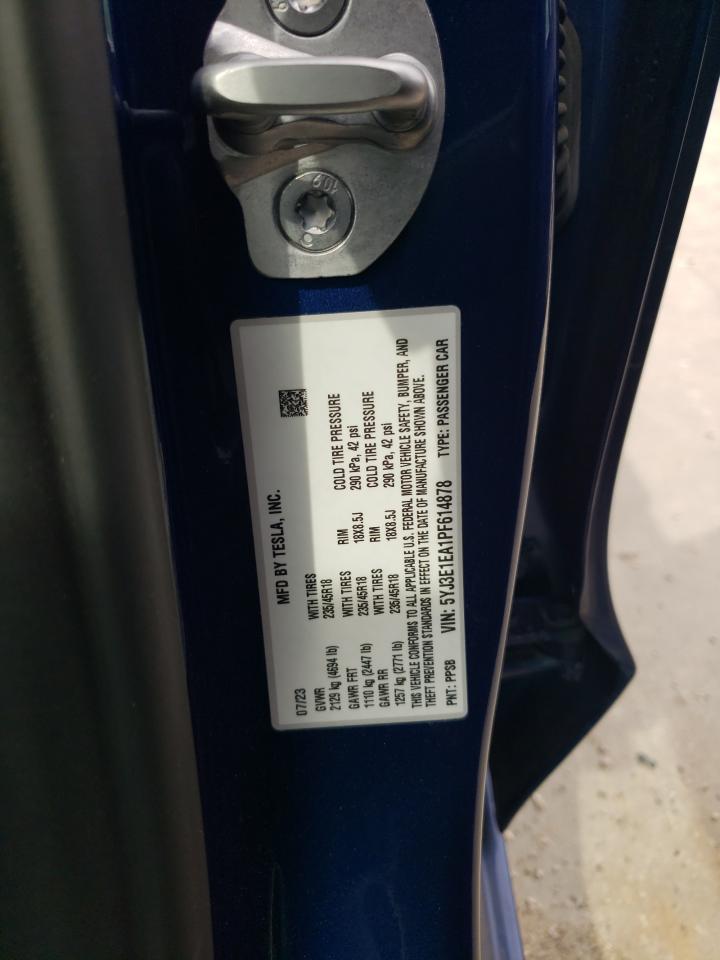 109
MFD BY TESLA, INC.
07/23
GVWR WITH TIRES RIM COLD TIRE PRESSURE
2129 kg (4694 lb) 235/45R18 18X8.5J 290 kPa, 42 psi
GAWR FRT WITH TIRES RIM COLD TIRE PRESSURE
1110 kg (2447 lb) 235/45R18 18X8.5J 290 kPa, 42 psi
GAWR RR WITH TIRES
1257 kg (2771 lb) 235/45R18
THIS VEHICLE CONFORMS TO ALL APPLICABLE U.S. FEDERAL MOTOR VEHICLE SAFETY, BUMPER, AND
THEFT PREVENTION STANDARDS IN EFFECT ON THE DATE OF MANUFACTURE SHOWN ABOVE.
PNT: PPSB VIN: 5YJ3E1EA1PF614878 TYPE: PASSENGER CAR